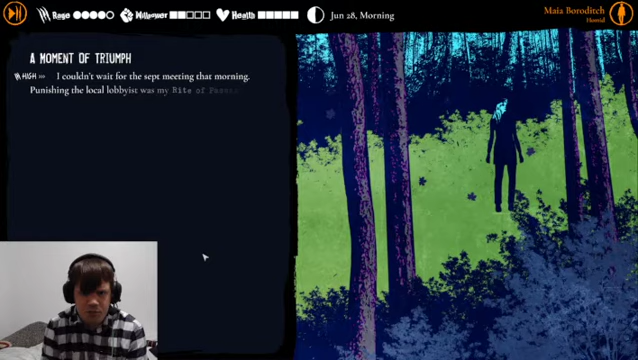 Rage Willpower Health Jun 28, Morning
Maia Boroditch
Homid
A MOMENT OF TRIUMPH
HIGH »» I couldn't wait for the sept meeting that morning.
Punishing the local lobbyist was my Rite of